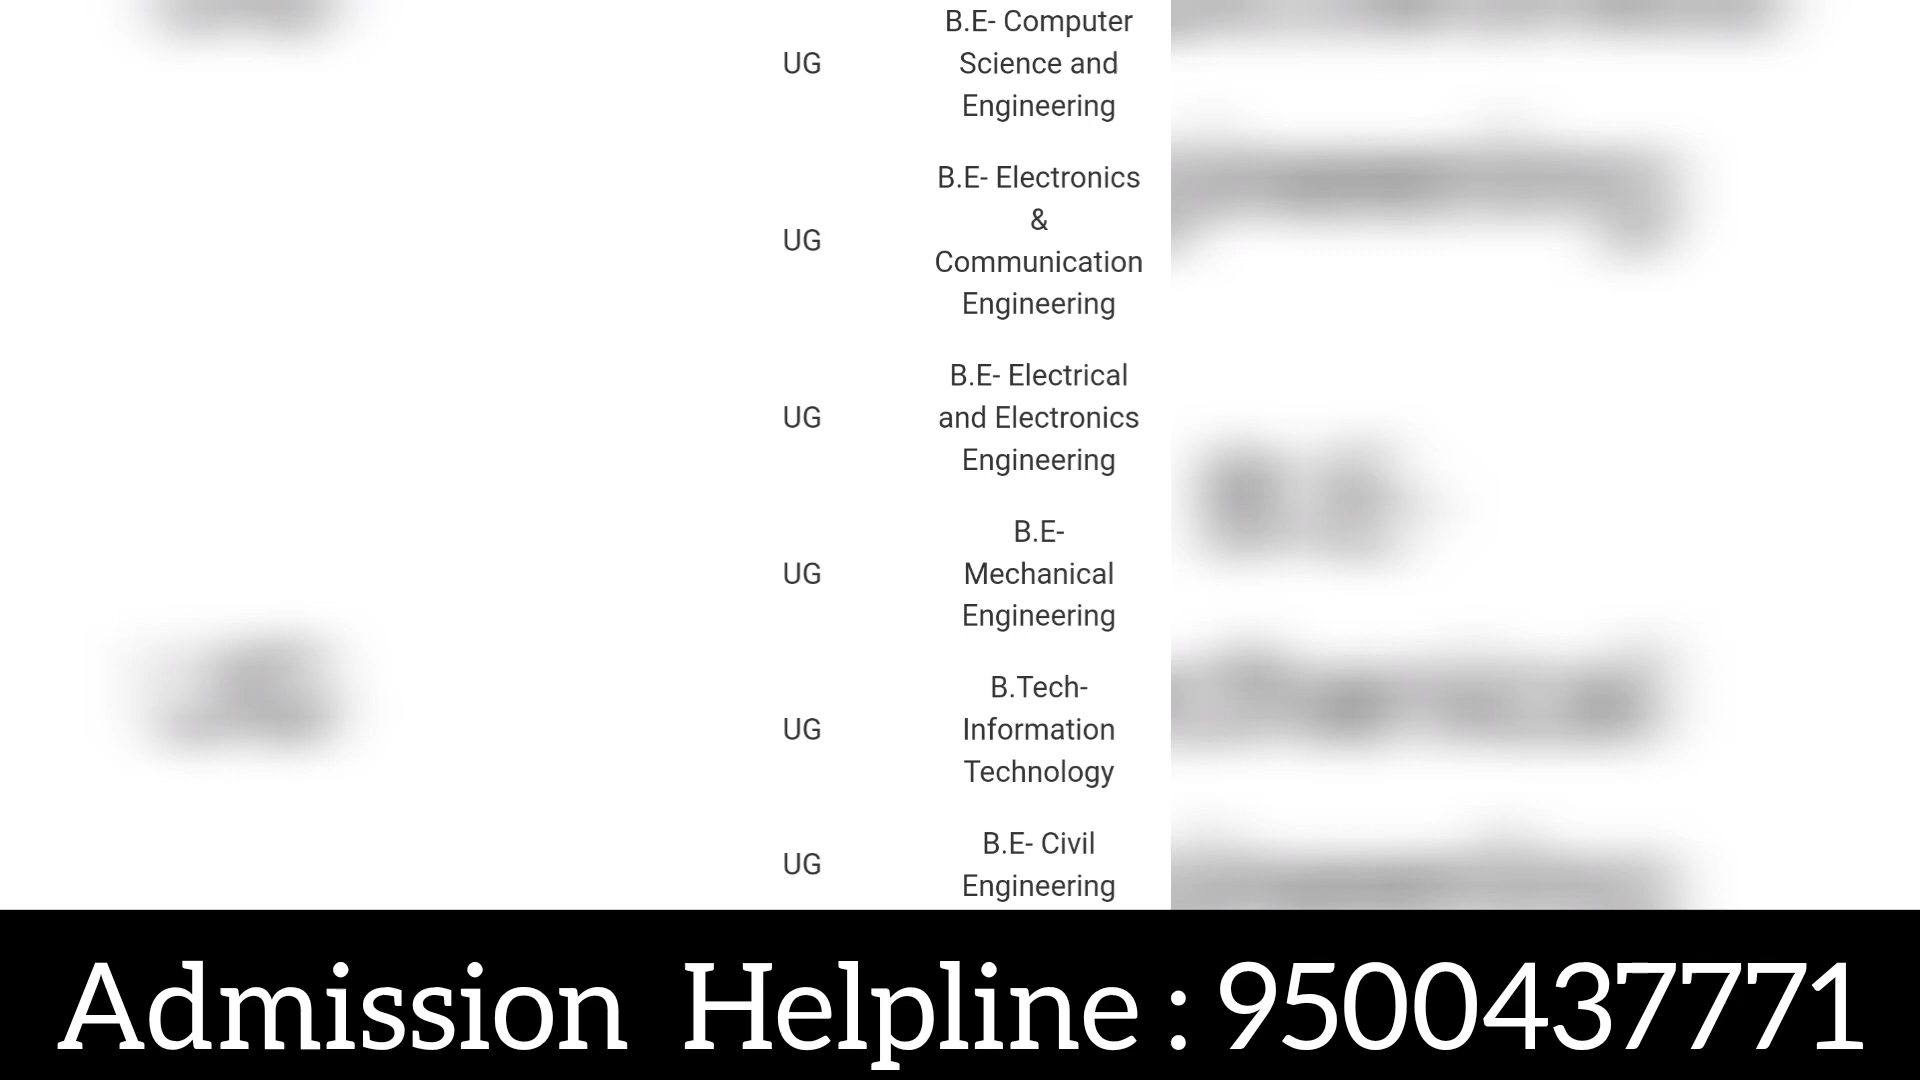 B.E- Computer
UG Science and
Engineering
B.E- Electronics
&
UG
Communication
Engineering
B.E- Electrical
UG and Electronics
Engineering
B.E-
UG Mechanical
Engineering
B.Tech-
UG Information
Technology
B.E- Civil
UG
Engineering
Admission Helpline : 9500437771